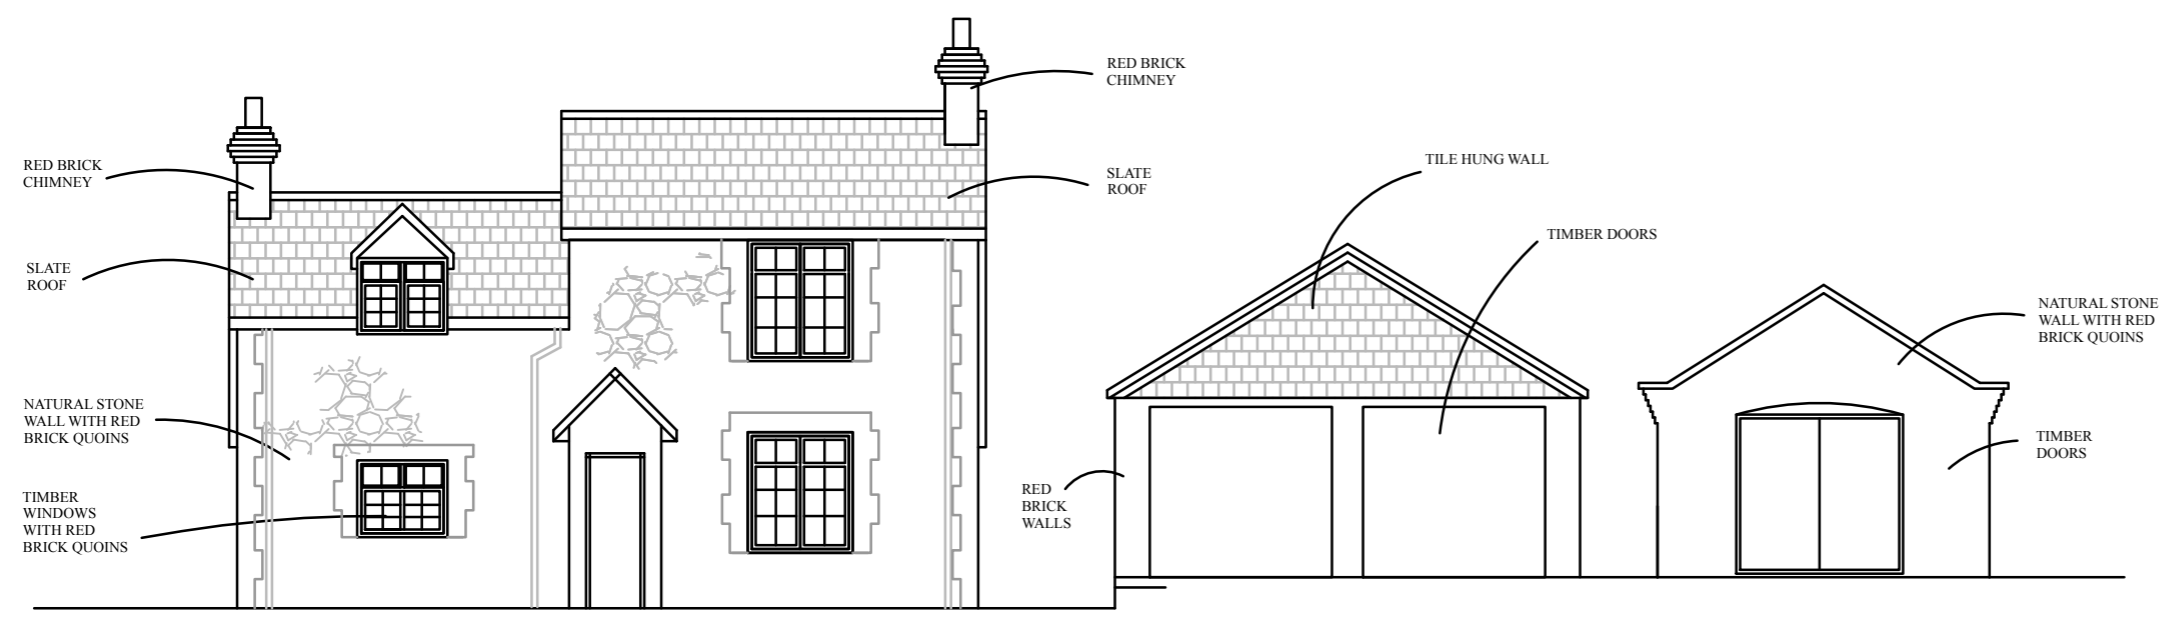 RED BRICK
CHIMNEY
SLATE
ROOF
NATURAL STONE
WALL WITH RED
BRICK QUOINS
TIMBER
WINDOWS
WITH RED
BRICK QUOINS
RED BRICK
CHIMNEY
SLATE
ROOF
RED
BRICK
WALLS
TILE HUNG WALL
TIMBER DOORS
NATURAL STONE
WALL WITH RED
BRICK QUOINS
TIMBER
DOORS